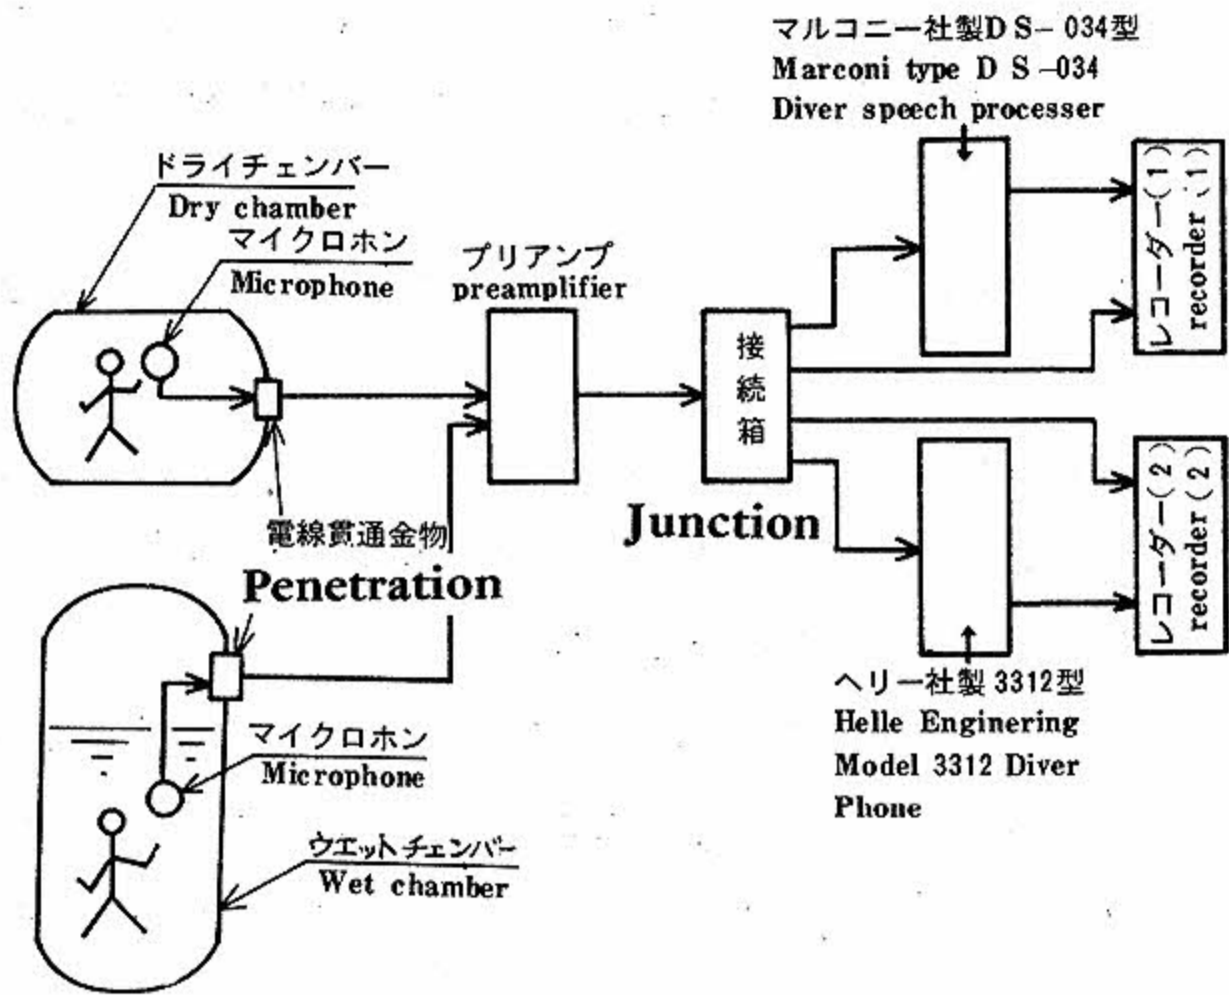 マルコニー社製DS-034型
Marconi type D S-034
Diver speech processer
ドライチェンバー
Dry chamber
マイクロホン
Microphone
プリアンプ
preamplifier
接続箱
Junction
レコーダー(1)
recorder (1)
レコーダー(2)
recorder (2)
電線貫通金物
Penetration
マイクロホン
Microphone
ウエットチェンバー
Wet chamber
ヘリー社製 3312型
Helle Enginering
Model 3312 Diver
Phone